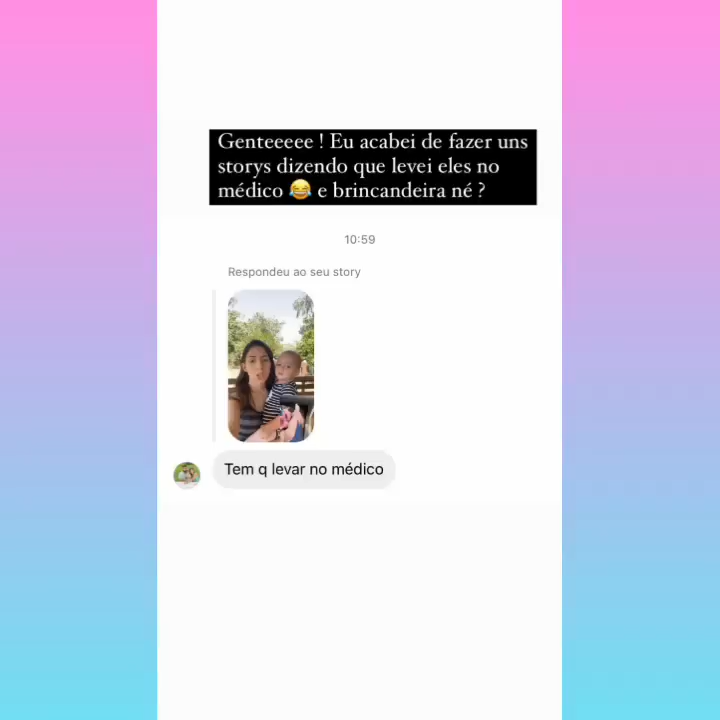 Genteeeee ! Eu acabei de fazer uns
storys dizendo que levei eles no
médico 😂 e brincandeira né ?
10:59
Respondeu ao seu story
Tem q levar no médico